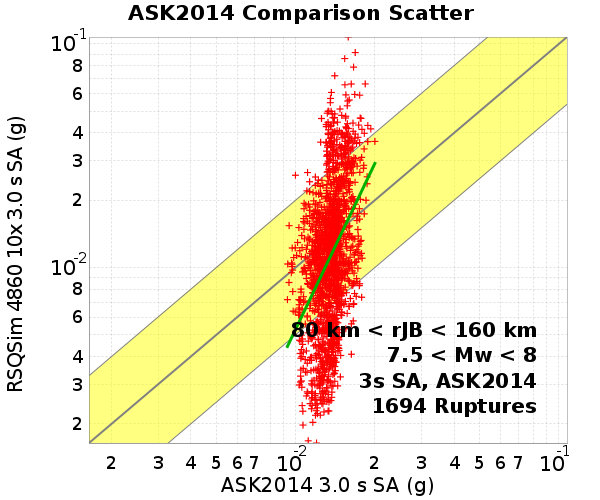 ASK2014 Comparison Scatter
RSQSim 4860 10x 3.0 s SA (g)
10-1
8
6
4
3
2
10-2
8
6
4
3
2
80 km < rJB < 160 km
7.5 < Mw < 8
3s SA, ASK2014
1694 Ruptures
2 3 4 5 6 7 10-2 2 3 4 5 6 7 10-1
ASK2014 3.0 s SA (g)